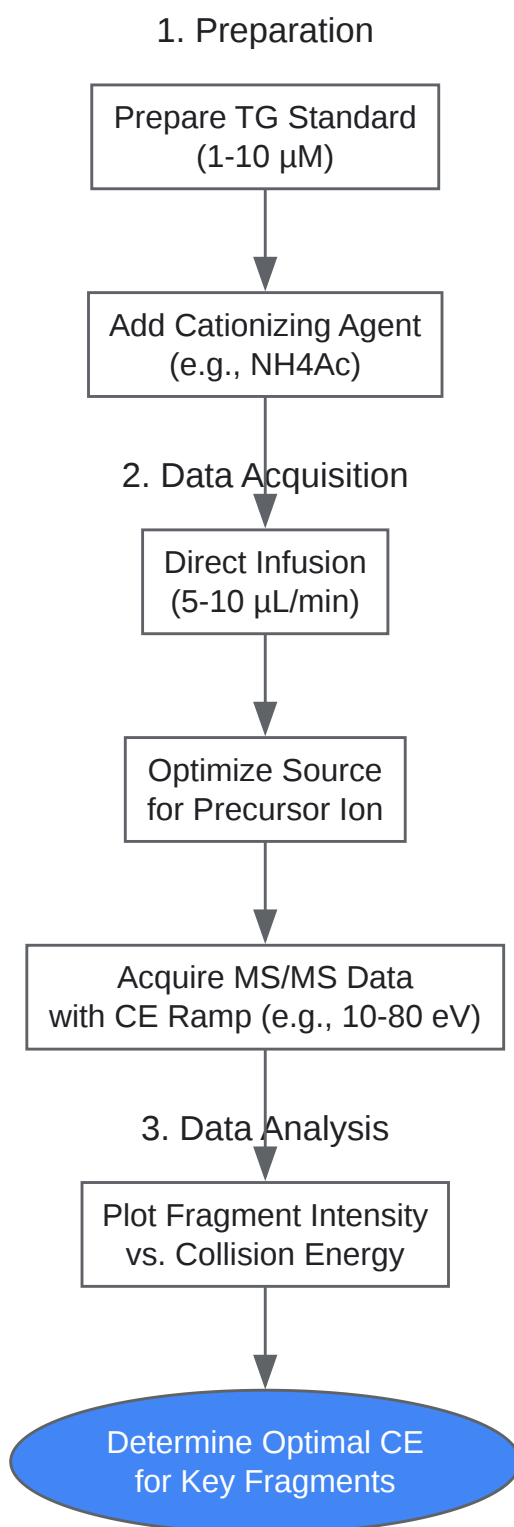 1. Preparation
Prepare TG Standard
(1-10 µM)
Add Cationizing Agent
(e.g., NH4Ac)
2. Data Acquisition
Direct Infusion
(5-10 µL/min)
Optimize Source
for Precursor Ion
Acquire MS/MS Data
with CE Ramp (e.g., 10-80 eV)
3. Data Analysis
Plot Fragment Intensity
vs. Collision Energy
Determine Optimal CE
for Key Fragments